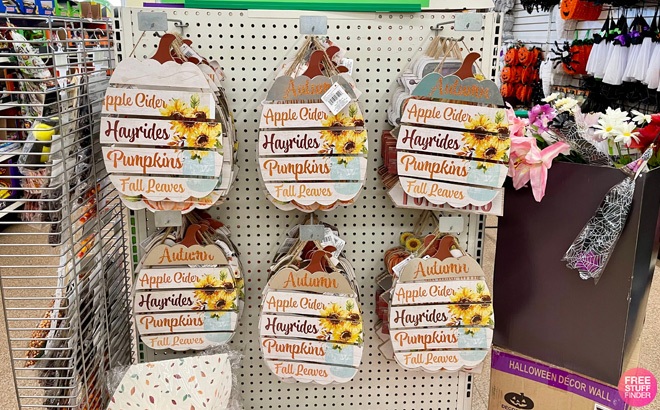 Autumn
Apple Cider
Hayrides
Pumpkins
Fall Leaves
Autumn
Apple Cider
Hayrides
Pumpkins
Fall Leaves
Autumn
Apple Cider
Hayrides
Pumpkins
Fall Leaves
Autumn
Apple Cider
Hayrides
Pumpkins
Fall Leaves
Autumn
Apple Cider
Hayrides
Pumpkins
Fall Leaves
Autumn
Apple Cider
Hayrides
Pumpkins
Fall Leaves
HALLOWEEN DECOR WALL
FREE
STUFF
FINDER